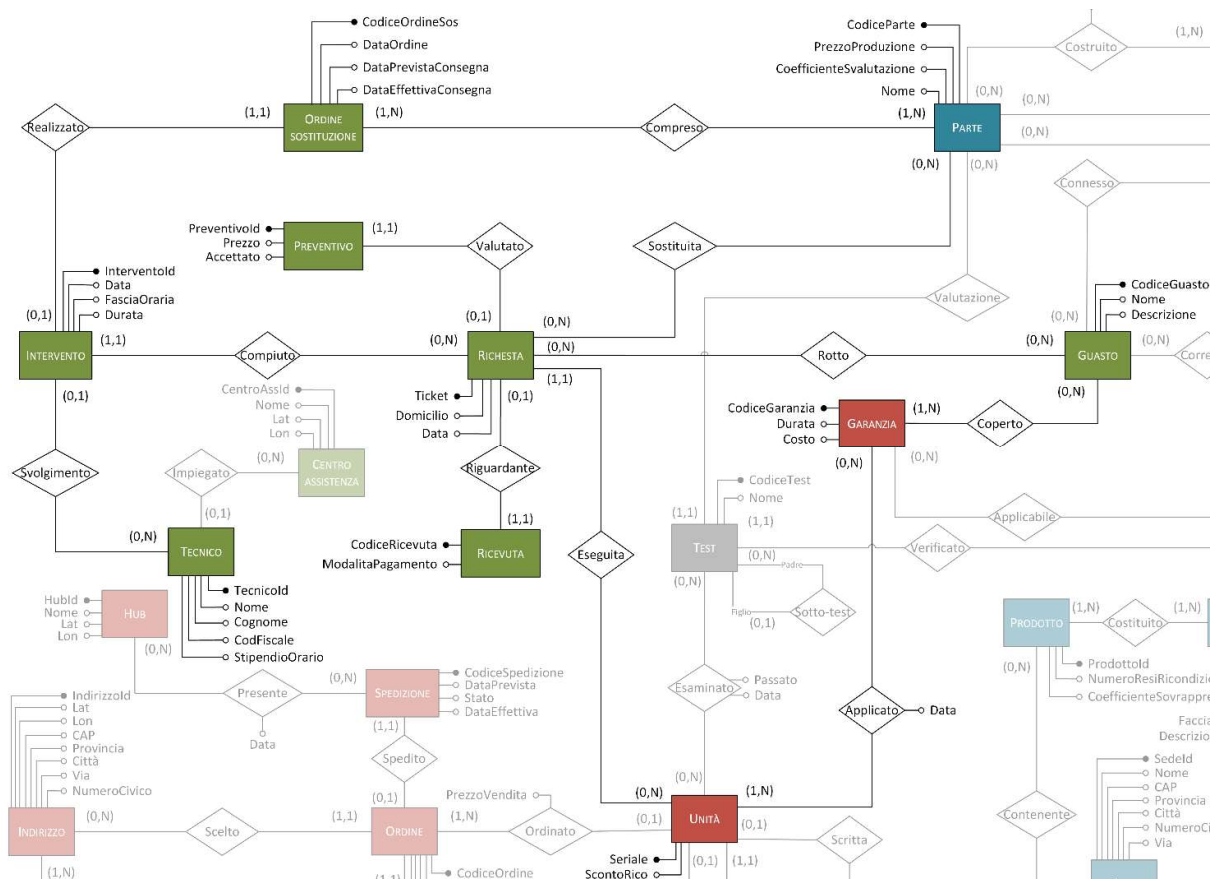 CodiceOrdineSos
DataOrdine
DataPrevistaConsegna
DataEffettivaConsegna
CodiceParte
PrezzoProduzione
CoefficienteSvalutazione
Nome
(0,N)
Costruito
(1,N)
Realizzato
(1,1)
ORDINE
SOSTITUZIONE
(1,N)
Compreso
(1,N)
PARTE
(0,N)
(0,N)
(0,N)
(0,N)
Connesso
PreventivoId
Prezzo
Accettato
PREVENTIVO
(1,1)
Valutato
Sostituita
InterventoId
Data
FasciaOraria
Durata
Valutazione
CodiceGuasto
Nome
Descrizione
(0,1)
INTERVENTO
(1,1)
Compiuto
(0,1)
(0,N)
RICHESTA
(0,N)
(0,N)
(1,1)
Rotto
(0,N)
(0,N)
GUASTO
(0,N)
Corre
(0,1)
CentroAssId
Nome
Lat
Lon
Ticket
Domicilio
Data
(0,1)
CodiceGaranzia
Durata
Costo
GARANZIA
(1,N)
Coperto
(0,N)
Svolgimento
Impiegato
(0,N)
CENTRO
ASSISTENZA
Riguardante
(0,N)
(0,N)
CodiceTest
Nome
(0,1)
(1,1)
(1,1)
(1,1)
Applicabile
(0,N)
TECNICO
CodiceRicevuta
ModalitaPagamento
RICEVUTA
Eseguita
TEST
(0,N)
Verificato
Padre
(0,N)
TecnicoId
Nome
Cognome
CodFiscale
StipendioOrario
HubId
Nome
Lat
Lon
HUB
(0,N)
Figlio
(0,1)
Sotto-test
PRODOTTO
(1,N)
Costituito
(1,N)
(0,N)
ProdottoId
NumeroResiRicondizi
CoefficienteSovrappre
IndirizzoId
Lat
Lon
CAP
Provincia
Città
Via
NumeroCivico
Presente
Data
(0,N)
SPEDIZIONE
CodiceSpedizione
DataPrevista
Stato
DataEffettiva
(1,1)
Esaminato
Passato
Data
Applicato
Data
Faccia
Descrizion
Spedito
SedeId
Nome
CAP
Provincia
Città
NumeroCi
Via
(0,1)
PrezzoVendita
(0,N)
(0,N)
(1,N)
INDIRIZZO
(0,N)
Scelto
(1,1)
ORDINE
(1,N)
Ordinato
(0,1)
UNITÀ
(0,1)
Scritta
Contenente
(1,N)
(1,1)
CodiceOrdine
Seriale
ScontoRico
(0,1)
(1,1)